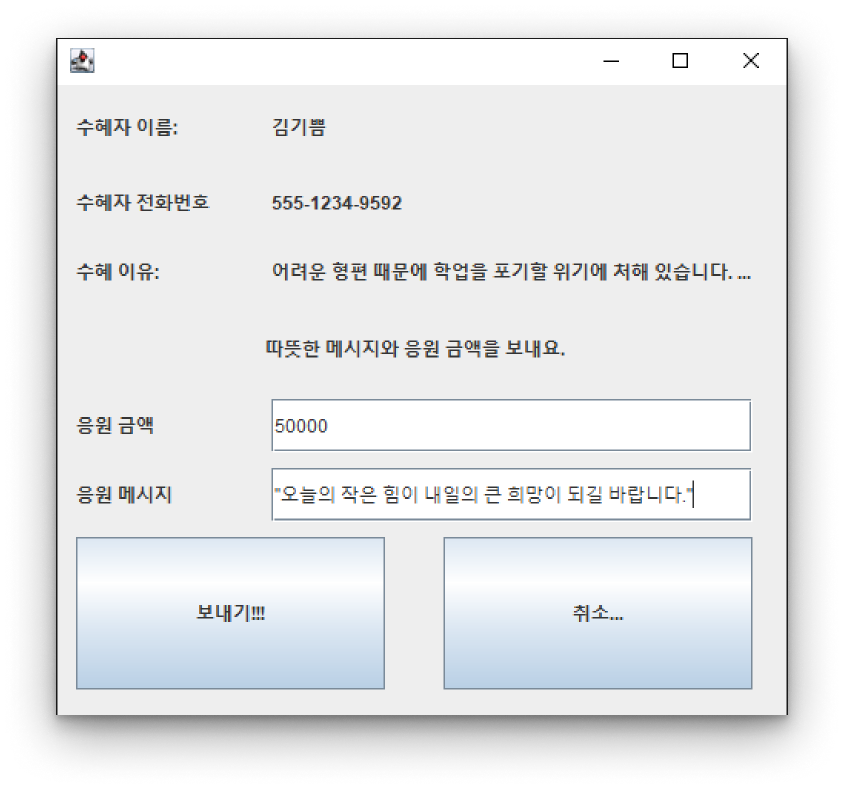 수혜자 이름: 김기쁨
수혜자 전화번호 555-1234-9592
수혜 이유: 어려운 형편 때문에 학업을 포기할 위기에 처해 있습니다. ...
따뜻한 메시지와 응원 금액을 보내요.
응원 금액 50000
응원 메시지 "오늘의 작은 힘이 내일의 큰 희망이 되길 바랍니다."
보내기!!! 취소...